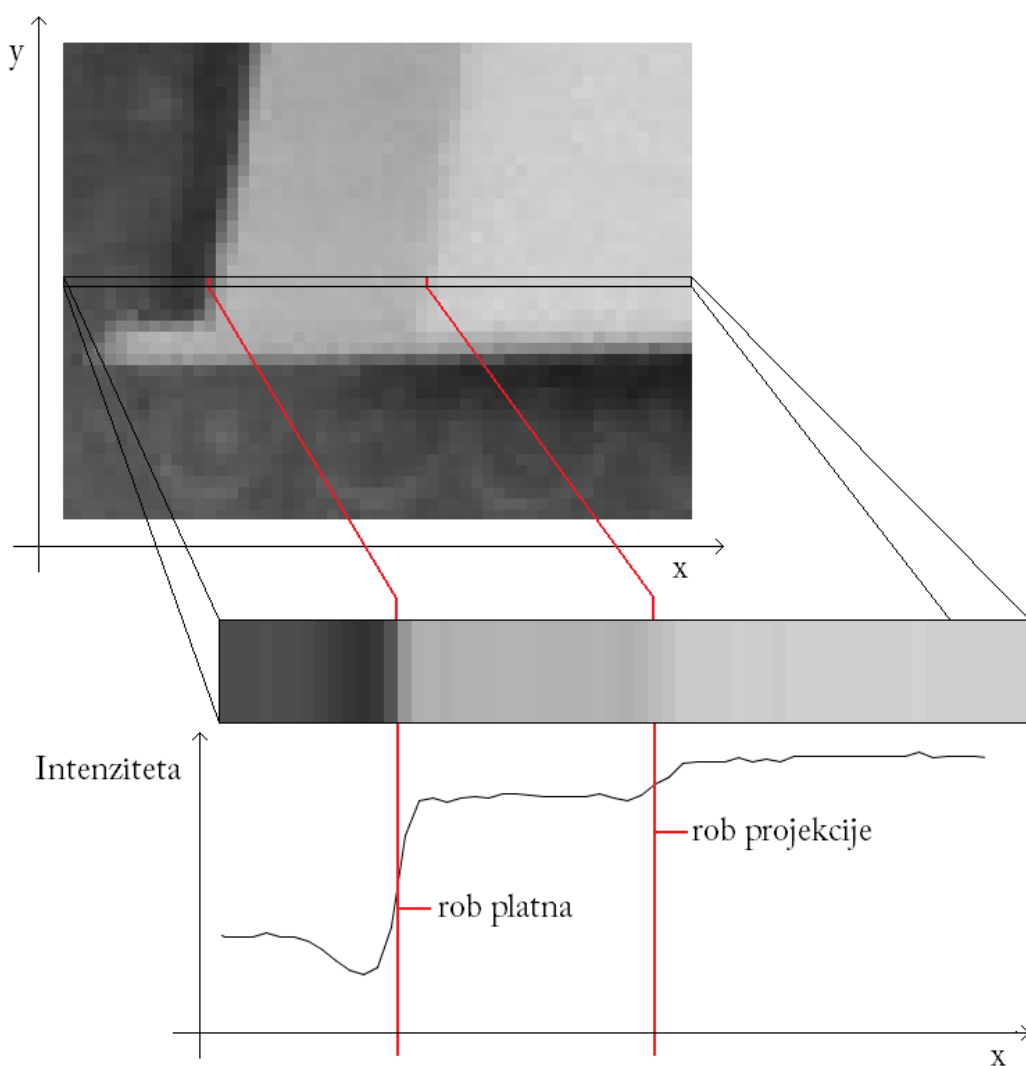 y
x
Intenziteta
rob projekcije
rob platna
x